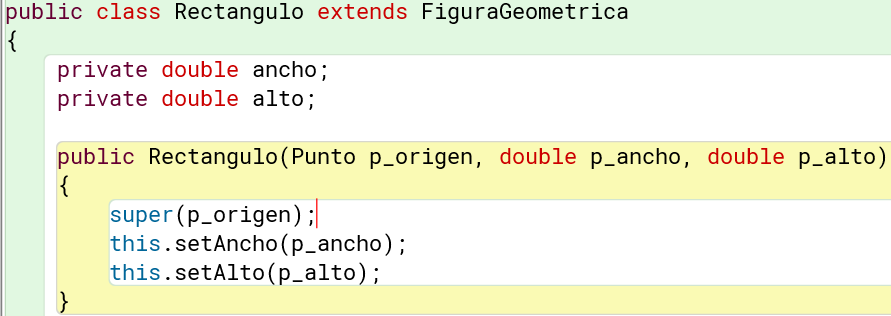 public class Rectangulo extends FiguraGeometrica
{
private double ancho;
private double alto;
public Rectangulo(Punto p_origen, double p_ancho, double p_alto)
{
super(p_origen);
this.setAncho(p_ancho);
this.setAlto(p_alto);
}